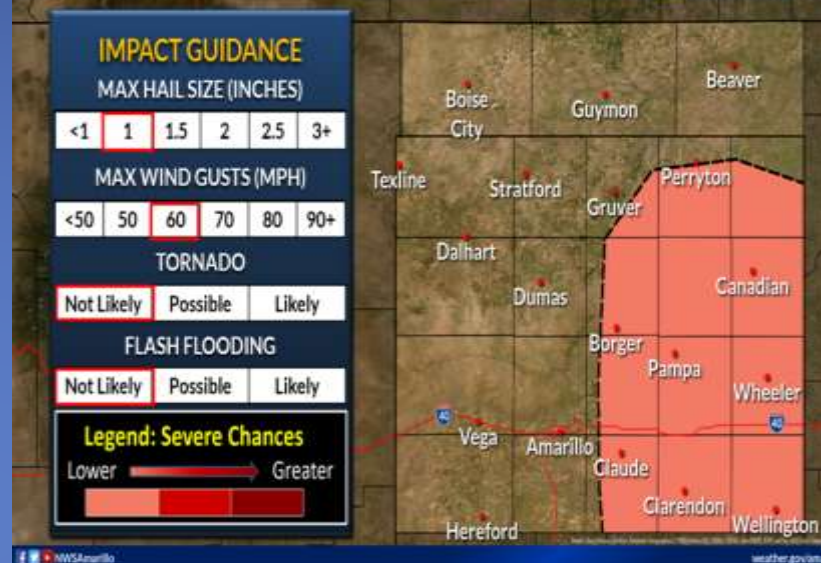 IMPACT GUIDANCE
MAX HAIL SIZE (INCHES)
<1 1 1.5 2 2.5 3+
MAX WIND GUSTS (MPH)
<50 50 60 70 80 90+
TORNADO
Not Likely Possible Likely
FLASH FLOODING
Not Likely Possible Likely
Legend: Severe Chances
Lower Greater
Beaver
Boise
City
Guymon
Texline
Stratford
Perryton
Gruver
Dalhart
Canadian
Dumas
Borger
Pampa
Wheeler
40
40
Vega
Amarillo
Claude
Clarendon
Hereford
Wellington
NWSAmarillo